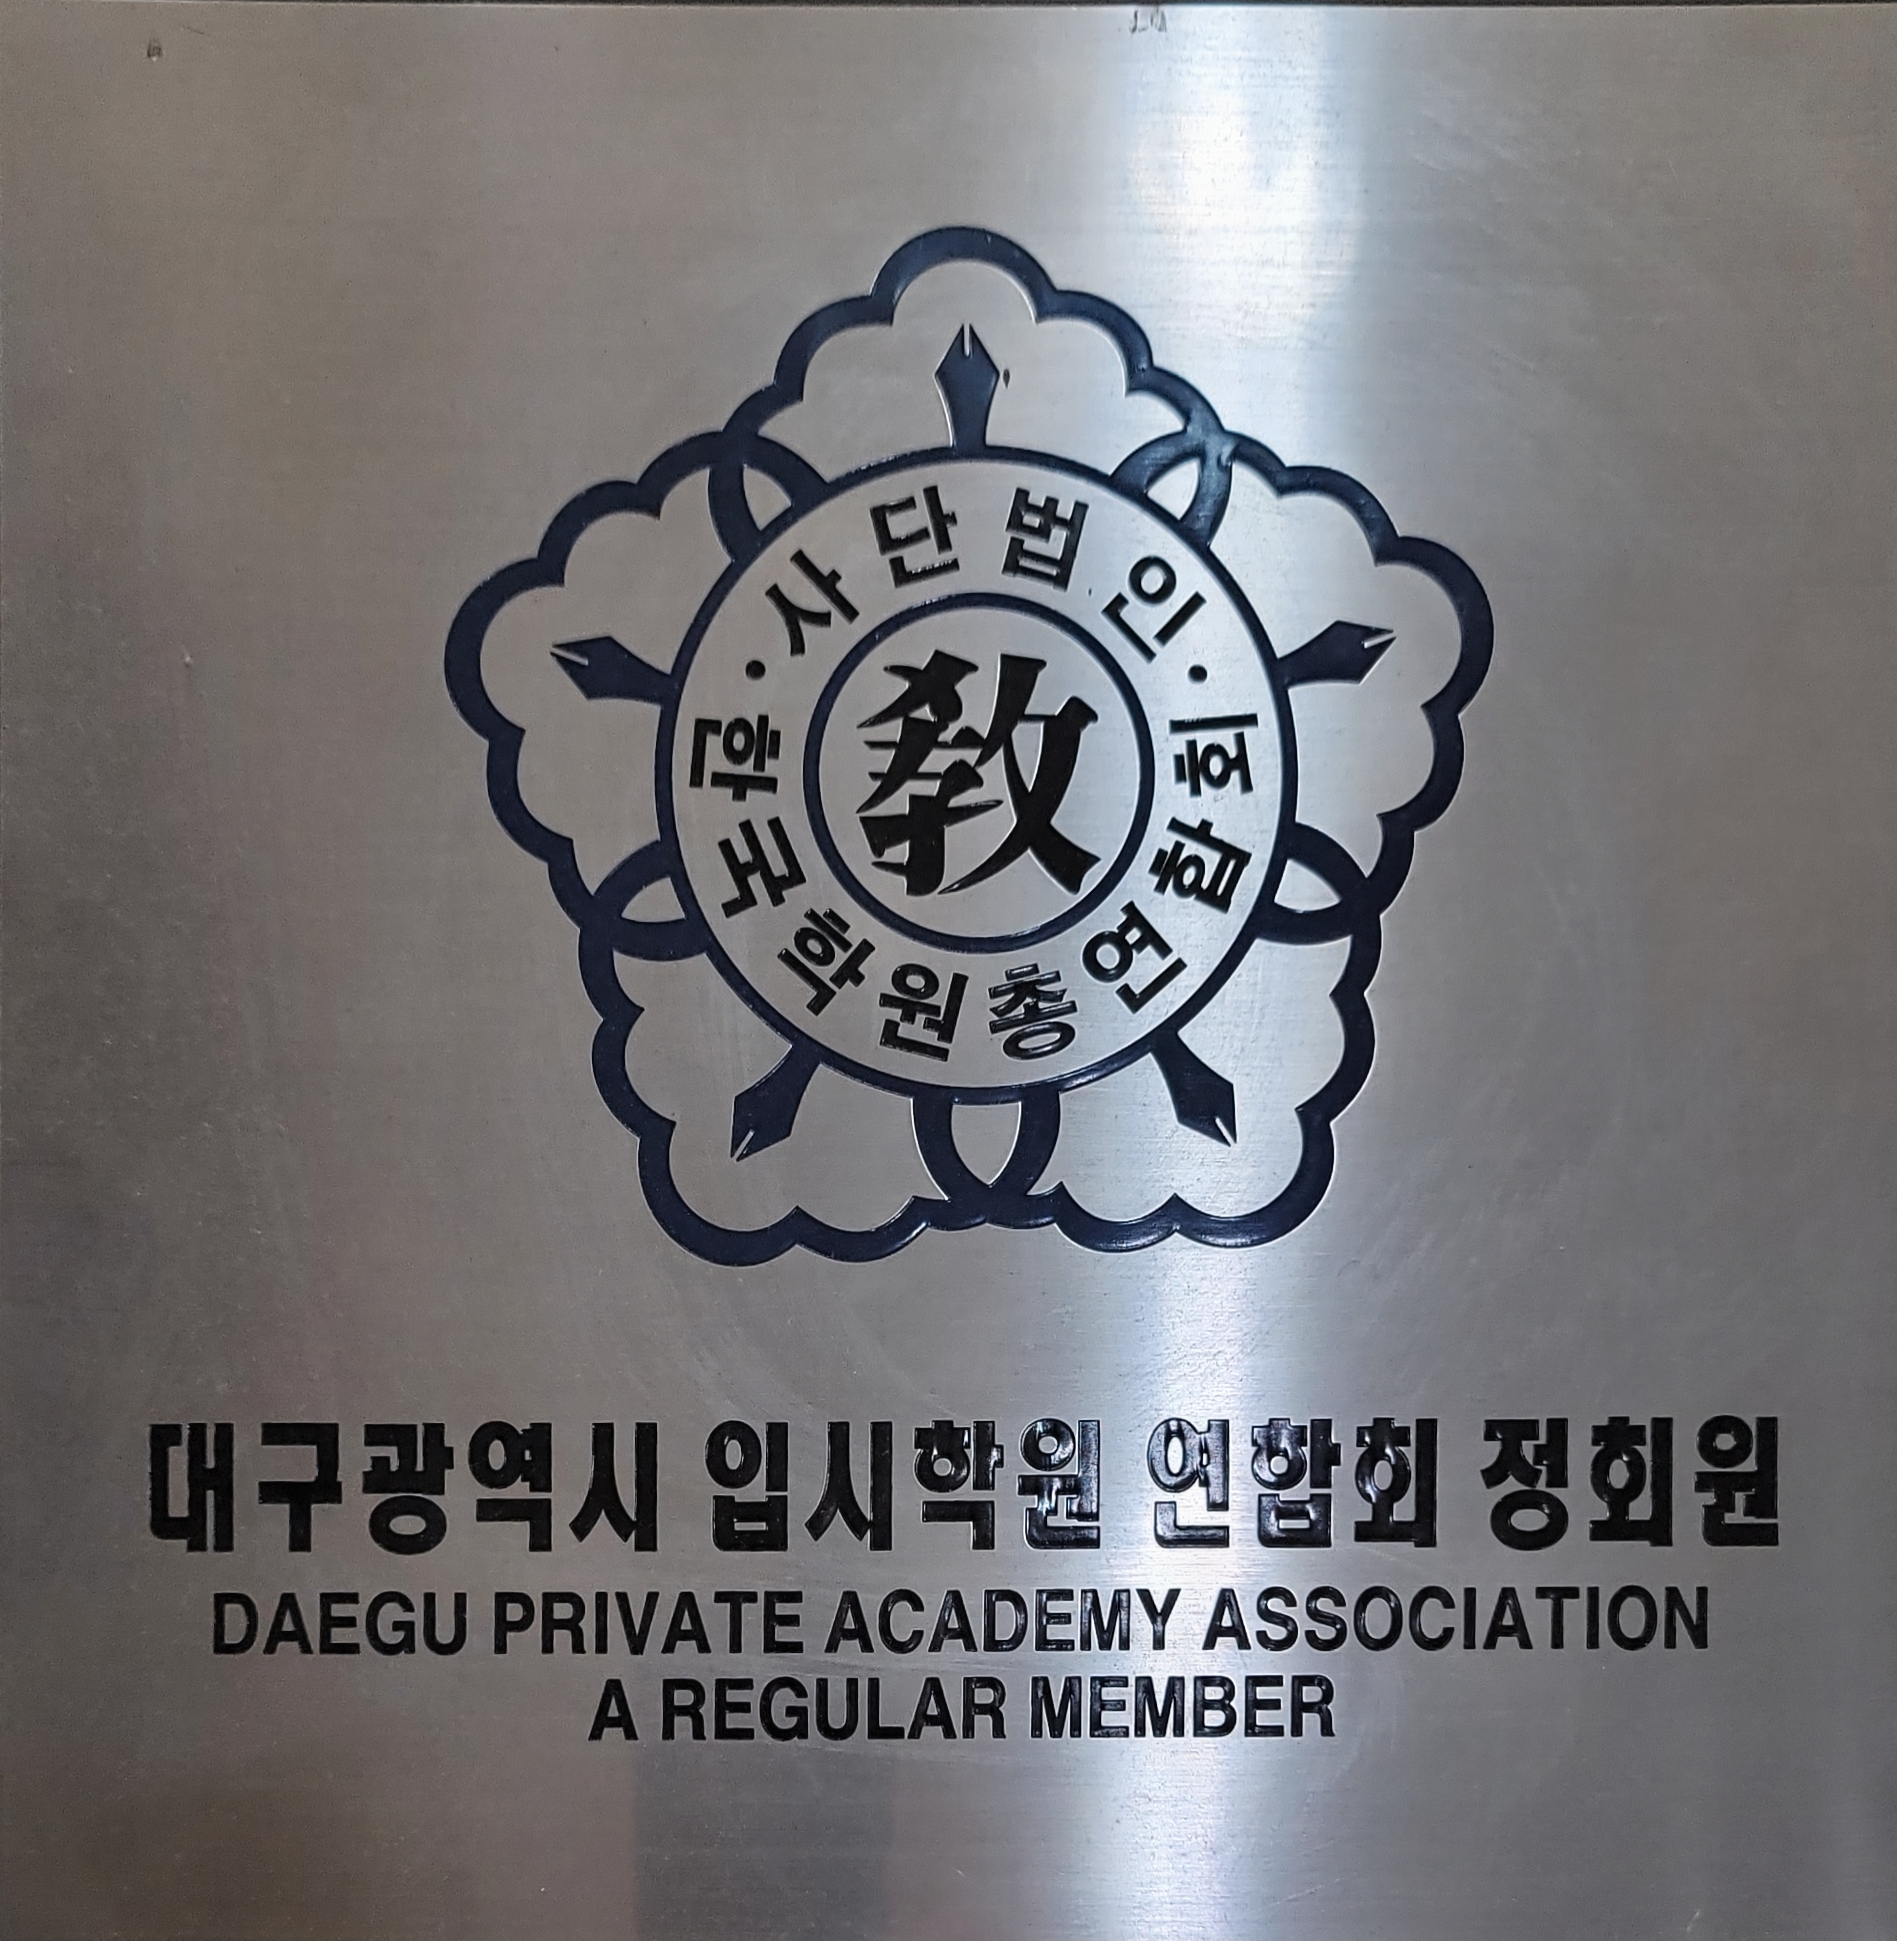 사단법인
한국학원총연합회
敎
대구광역시 입시학원 연합회 정회원
DAEGU PRIVATE ACADEMY ASSOCIATION
A REGULAR MEMBER